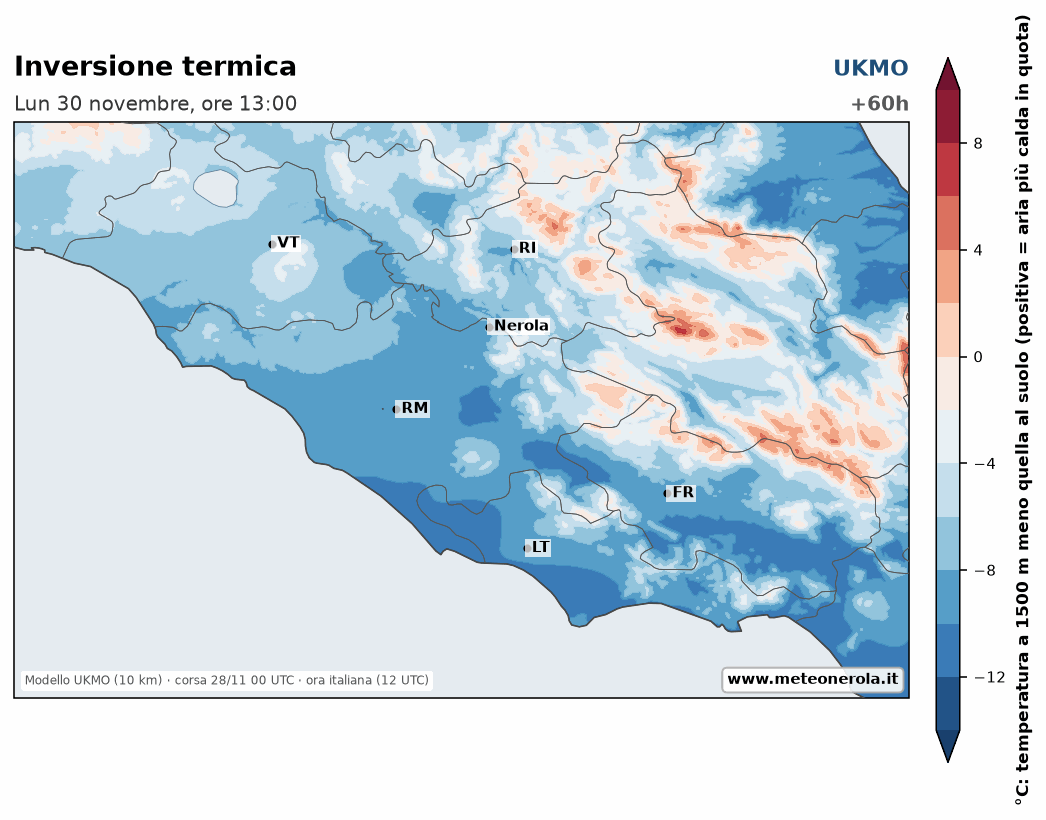 Inversione termica
UKMO
Lun 30 novembre, ore 13:00
+60h
VT
RI
Nerola
RM
FR
LT
Modello UKMO (10 km) · corsa 28/11 00 UTC · ora italiana (12 UTC)
www.meteonerola.it
8
4
0
−4
−8
−12
°C: temperatura a 1500 m meno quella al suolo (positiva = aria più calda in quota)